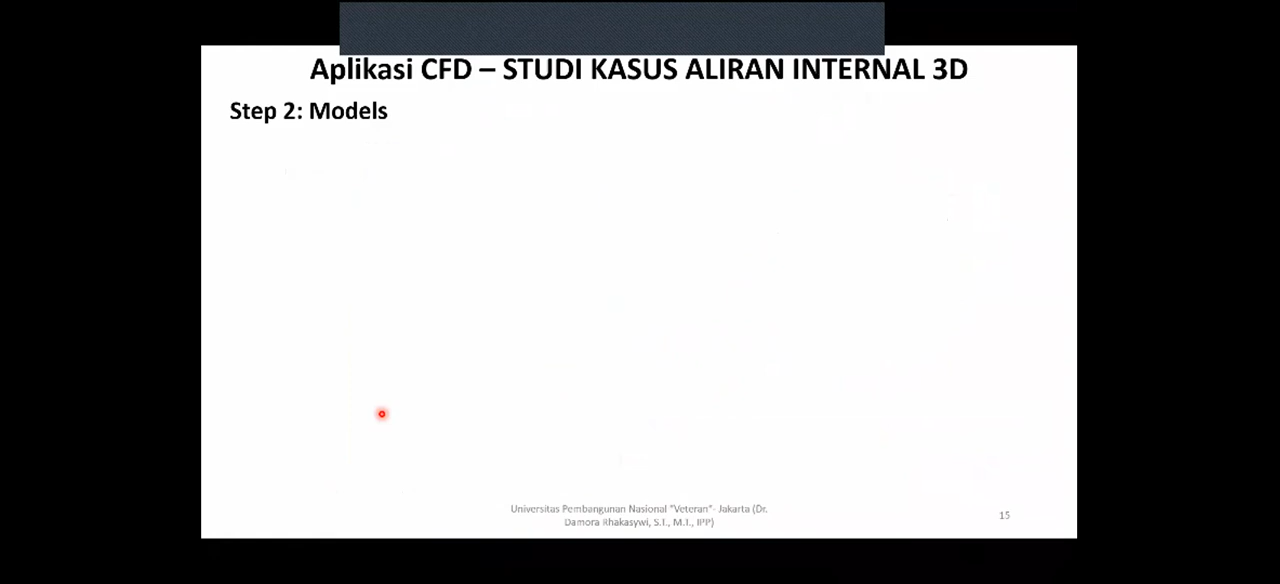 Aplikasi CFD – STUDI KASUS ALIRAN INTERNAL 3D
Step 2: Models
Universitas Pembangunan Nasional "Veteran"- Jakarta (Dr.
Damora Rhakasywi, S.T., M.T., IPP)
15